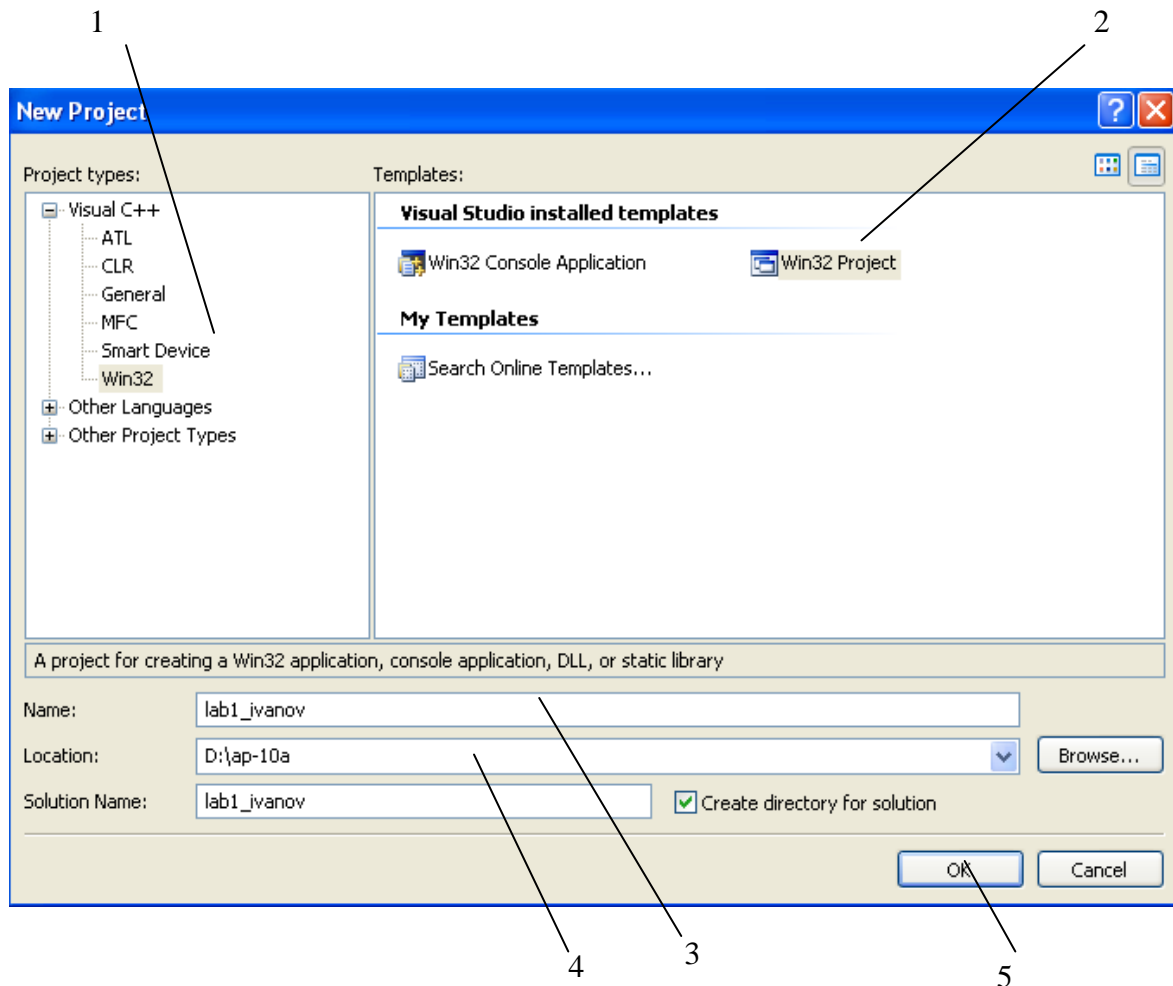 1
2
New Project
Project types:
Templates:
Visual C++
ATL
CLR
General
MFC
Smart Device
Win32
Other Languages
Other Project Types
Visual Studio installed templates
Win32 Console Application
Win32 Project
My Templates
Search Online Templates...
A project for creating a Win32 application, console application, DLL, or static library
Name:
lab1_ivanov
Location:
D:\ap-10a
Browse...
Solution Name:
lab1_ivanov
Create directory for solution
OK
Cancel
3
4
5